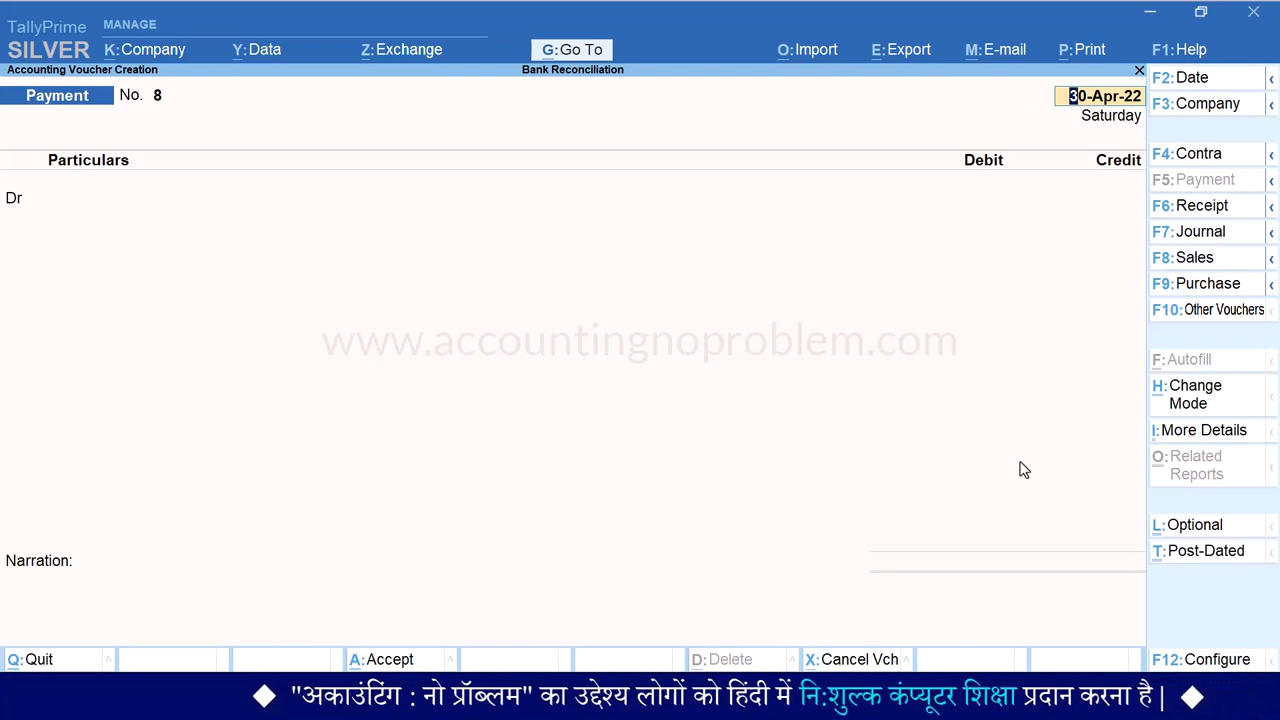 TallyPrime MANAGE
SILVER K:Company Y:Data Z:Exchange G:Go To O:Import E:Export M:E-mail P:Print F1:Help
Accounting Voucher Creation Bank Reconciliation
Payment No. 8 30-Apr-22
Saturday
Particulars Debit Credit
Dr
www.accountingnoproblem.com
Narration:
F2:Date
F3:Company
F4:Contra
F5:Payment
F6:Receipt
F7:Journal
F8:Sales
F9:Purchase
F10:Other Vouchers
F:Autofill
H:Change
Mode
I:More Details
O:Related
Reports
L:Optional
T:Post-Dated
Q:Quit A:Accept D:Delete X:Cancel Vch F12:Configure
"अकाउंटिंग : नो प्रॉब्लम" का उद्देश्य लोगों को हिंदी में नि:शुल्क कंप्यूटर शिक्षा प्रदान करना है |